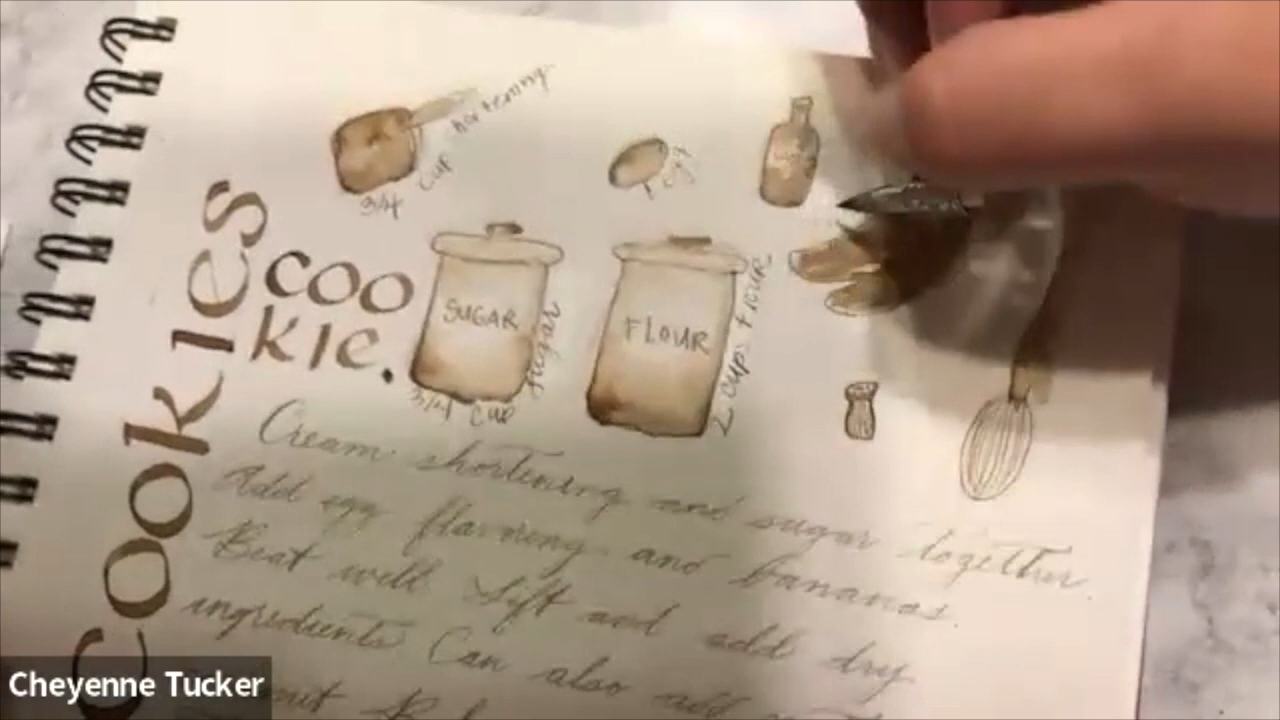 3/4 cup shortening
egg
Cookies
coo
kie.
SUGAR
3/4 cup sugar
FLOUR
2 cups flour
Cream shortening and sugar together.
Add egg flavoring and bananas.
Beat well. Sift and add dry
ingredients Can also add
Cheyenne Tucker